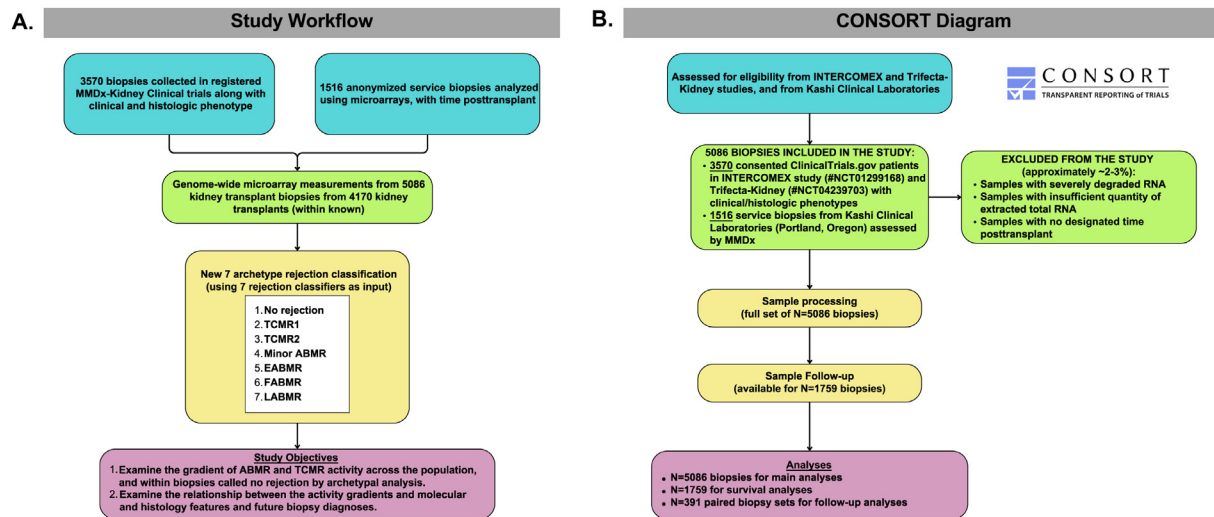 A.
Study Workflow
3570 biopsies collected in registered
MMDx-Kidney Clinical trials along with
clinical and histologic phenotype
1516 anonymized service biopsies analyzed
using microarrays, with time posttransplant
Genome-wide microarray measurements from 5086
kidney transplant biopsies from 4170 kidney
transplants (within known)
New 7 archetype rejection classification
(using 7 rejection classifiers as input)
1. No rejection
2. TCMR1
3. TCMR2
4. Minor ABMR
5. EABMR
6. FABMR
7. LABMR
Study Objectives
1. Examine the gradient of ABMR and TCMR activity across the population,
and within biopsies called no rejection by archetypal analysis.
2. Examine the relationship between the activity gradients and molecular
and histology features and future biopsy diagnoses.
B.
CONSORT Diagram
Assessed for eligibility from INTERCOMEX and Trifecta-
Kidney studies, and from Kashi Clinical Laboratories
CONSORT
TRANSPARENT REPORTING of TRIALS
5086 BIOPSIES INCLUDED IN THE STUDY:
• 3570 consented ClinicalTrials.gov patients
in INTERCOMEX study (#NCT01299168) and
Trifecta-Kidney (#NCT04239703) with
clinical/histologic phenotypes
• 1516 service biopsies from Kashi Clinical
Laboratories (Portland, Oregon) assessed
by MMDx
EXCLUDED FROM THE STUDY
(approximately ~2-3%):
• Samples with severely degraded RNA
• Samples with insufficient quantity of
extracted total RNA
• Samples with no designated time
posttransplant
Sample processing
(full set of N=5086 biopsies)
Sample Follow-up
(available for N=1759 biopsies)
Analyses
• N=5086 biopsies for main analyses
• N=1759 for survival analyses
• N=391 paired biopsy sets for follow-up analyses